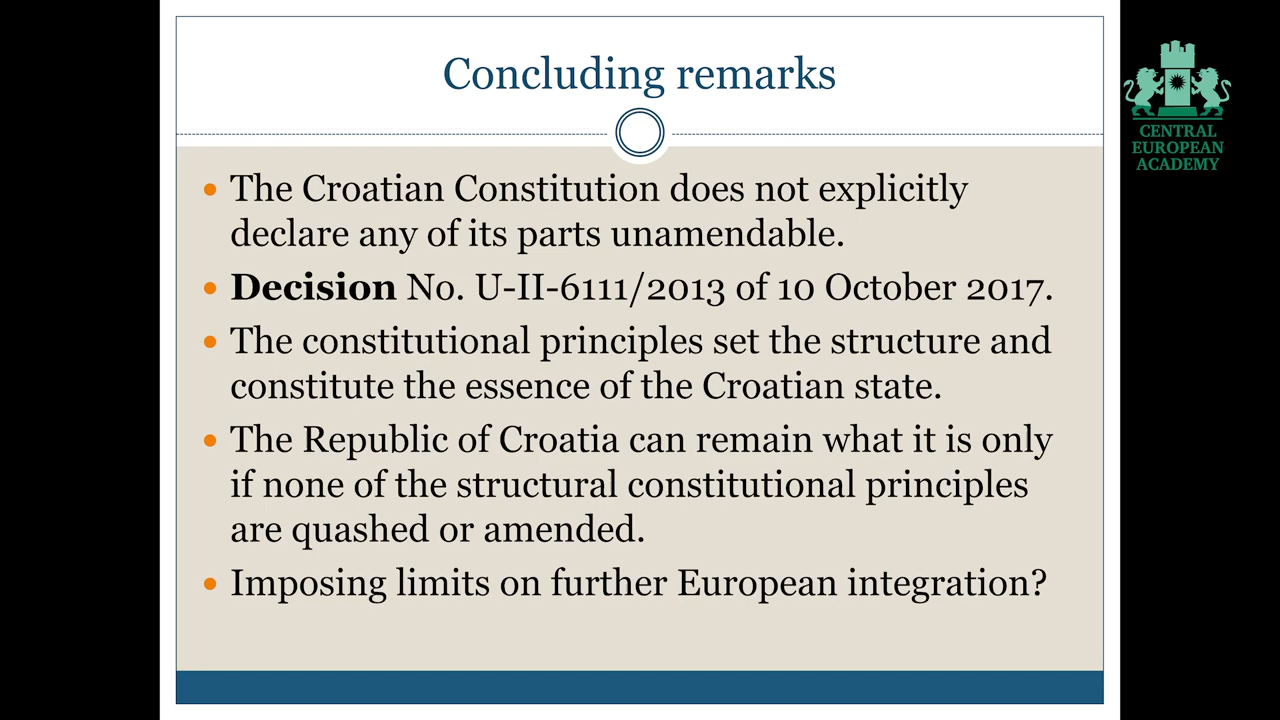 Concluding remarks
CENTRAL
EUROPEAN
ACADEMY
• The Croatian Constitution does not explicitly
declare any of its parts unamendable.
• Decision No. U-II-6111/2013 of 10 October 2017.
• The constitutional principles set the structure and
constitute the essence of the Croatian state.
• The Republic of Croatia can remain what it is only
if none of the structural constitutional principles
are quashed or amended.
• Imposing limits on further European integration?